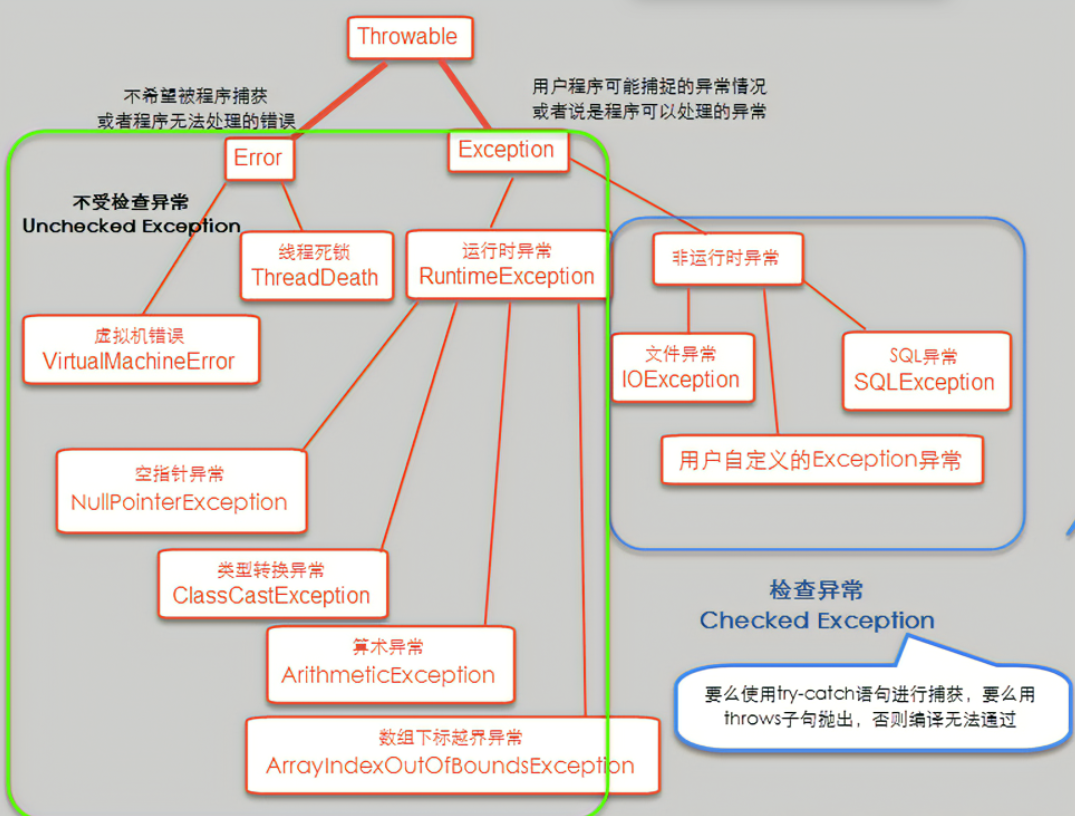 Throwable
不希望被程序捕获
或者程序无法处理的错误
用户程序可能捕捉的异常情况
或者说是程序可以处理的异常
Error
Exception
不受检查异常
Unchecked Exception
线程死锁
ThreadDeath
运行时异常
RuntimeException
非运行时异常
虚拟机错误
VirtualMachineError
文件异常
IOException
SQL异常
SQLException
用户自定义的Exception异常
空指针异常
NullPointerException
类型转换异常
ClassCastException
算术异常
ArithmeticException
数组下标越界异常
ArrayIndexOutOfBoundsException
检查异常
Checked Exception
要么使用try-catch语句进行捕获，要么用
throws子句抛出，否则编译无法通过